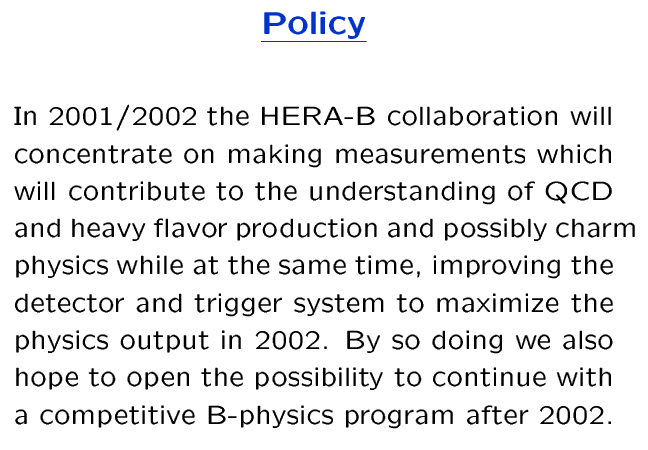 Policy
In 2001/2002 the HERA-B collaboration will
concentrate on making measurements which
will contribute to the understanding of QCD
and heavy flavor production and possibly charm
physics while at the same time, improving the
detector and trigger system to maximize the
physics output in 2002. By so doing we also
hope to open the possibility to continue with
a competitive B-physics program after 2002.